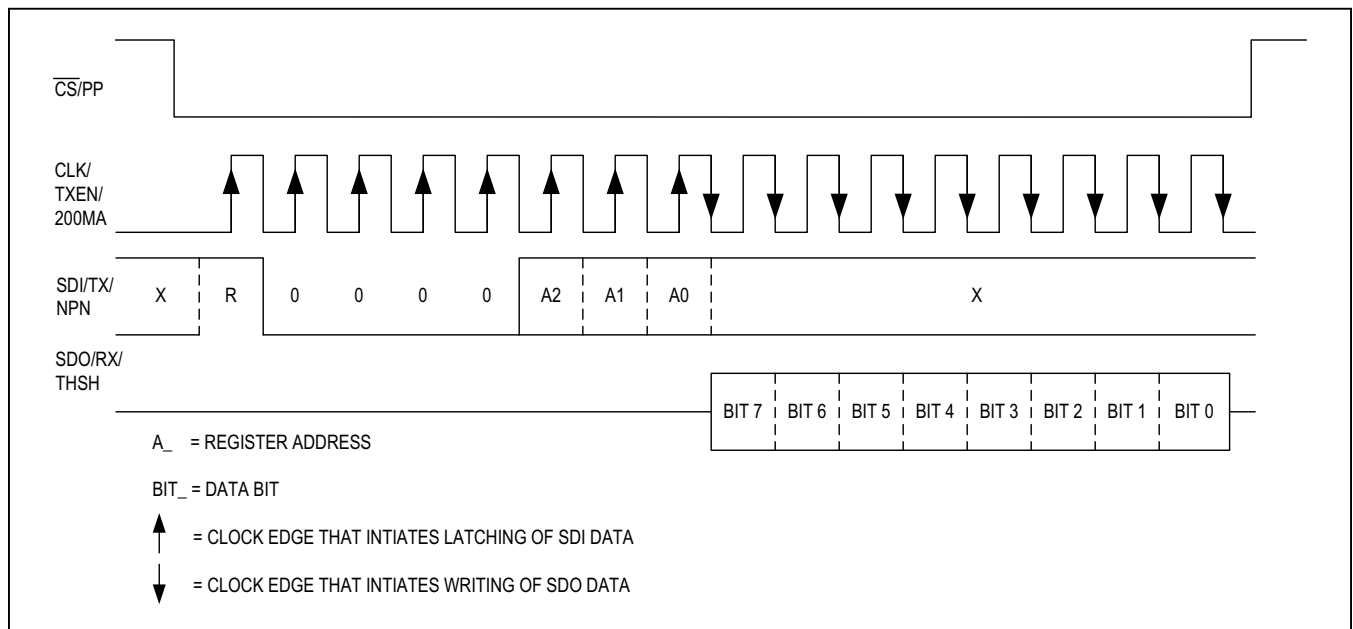 CS/PP
CLK/
TXEN/
200MA
SDI/TX/
NPN
X R 0 0 0 0 A2 A1 A0 X
SDO/RX/
THSH
BIT 7 BIT 6 BIT 5 BIT 4 BIT 3 BIT 2 BIT 1 BIT 0
A_ = REGISTER ADDRESS
BIT_ = DATA BIT
= CLOCK EDGE THAT INTIATES LATCHING OF SDI DATA
= CLOCK EDGE THAT INTIATES WRITING OF SDO DATA